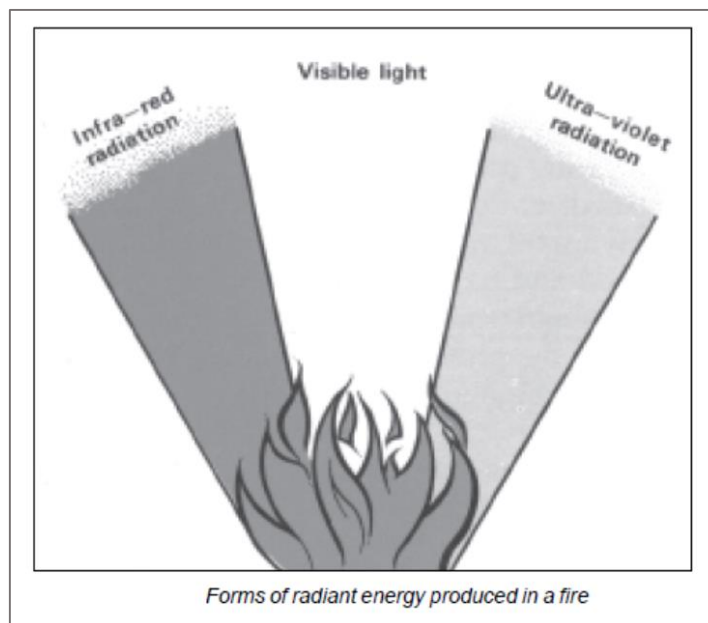 Visible light
Infra—red
radiation
Ultra—violet
radiation
Forms of radiant energy produced in a fire